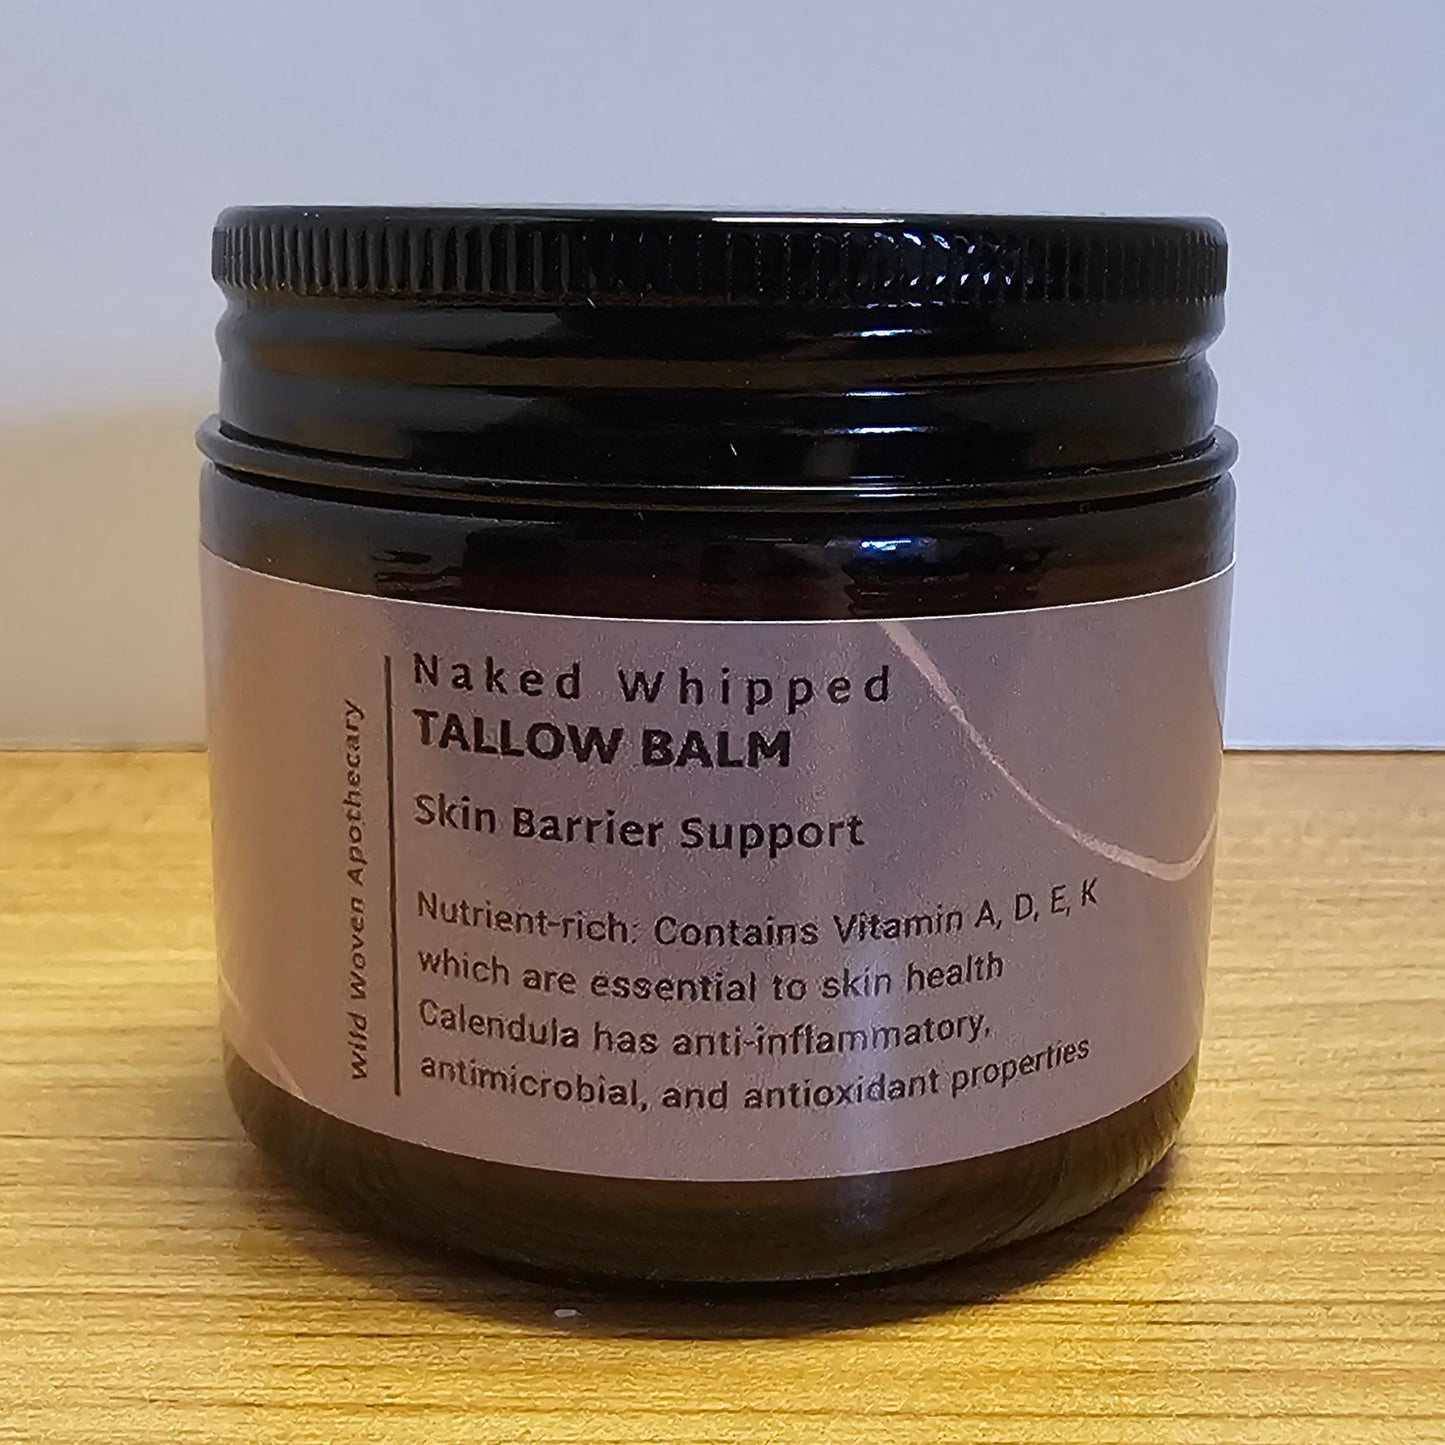 Wild Woven Apothecary
Naked Whipped
TALLOW BALM
Skin Barrier Support
Nutrient-rich: Contains Vitamin A, D, E, K
which are essential to skin health
Calendula has anti-inflammatory,
antimicrobial, and antioxidant properties